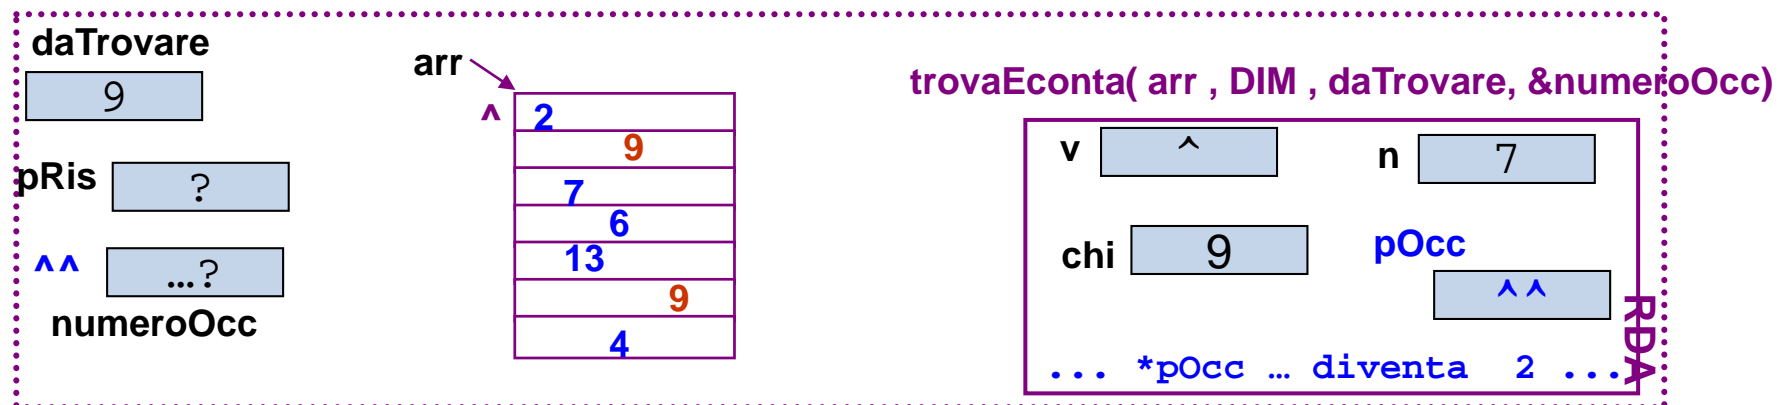 daTrovare
9
pRis ?
^^ …?
numeroOcc
arr
^ 2
9
7
6
13
9
4
trovaEconta( arr , DIM , daTrovare, &numeroOcc)
v ^ n 7
chi 9 pOcc
^^
... *pOcc … diventa 2 ...
RDA